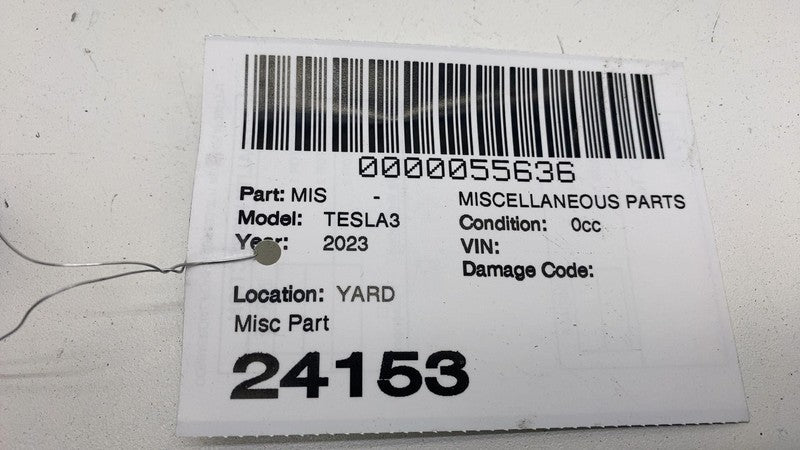 0000055636
Part: MIS - MISCELLANEOUS PARTS
Model: TESLA3 Condition: 0cc
Year: 2023 VIN:
Damage Code:
Location: YARD
Misc Part
24153